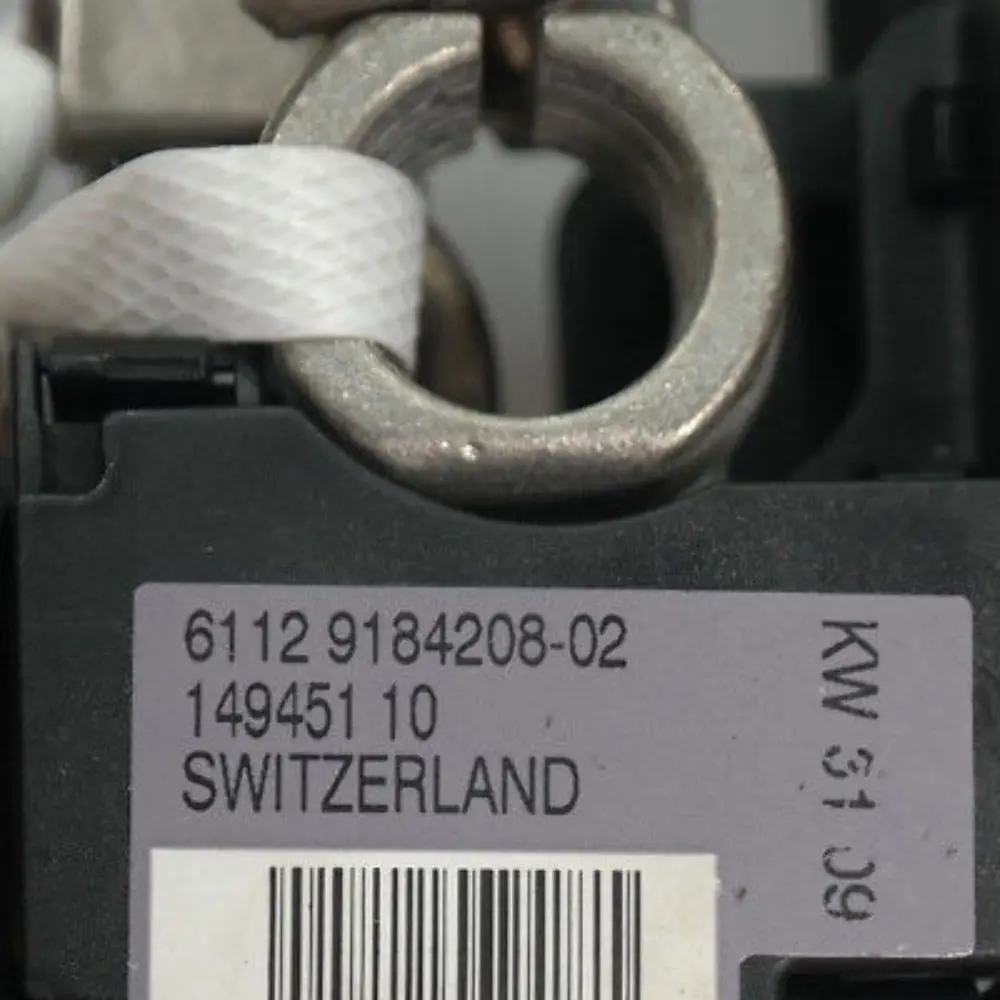 6112 9184208-02
149451 10
SWITZERLAND
KW 31 09